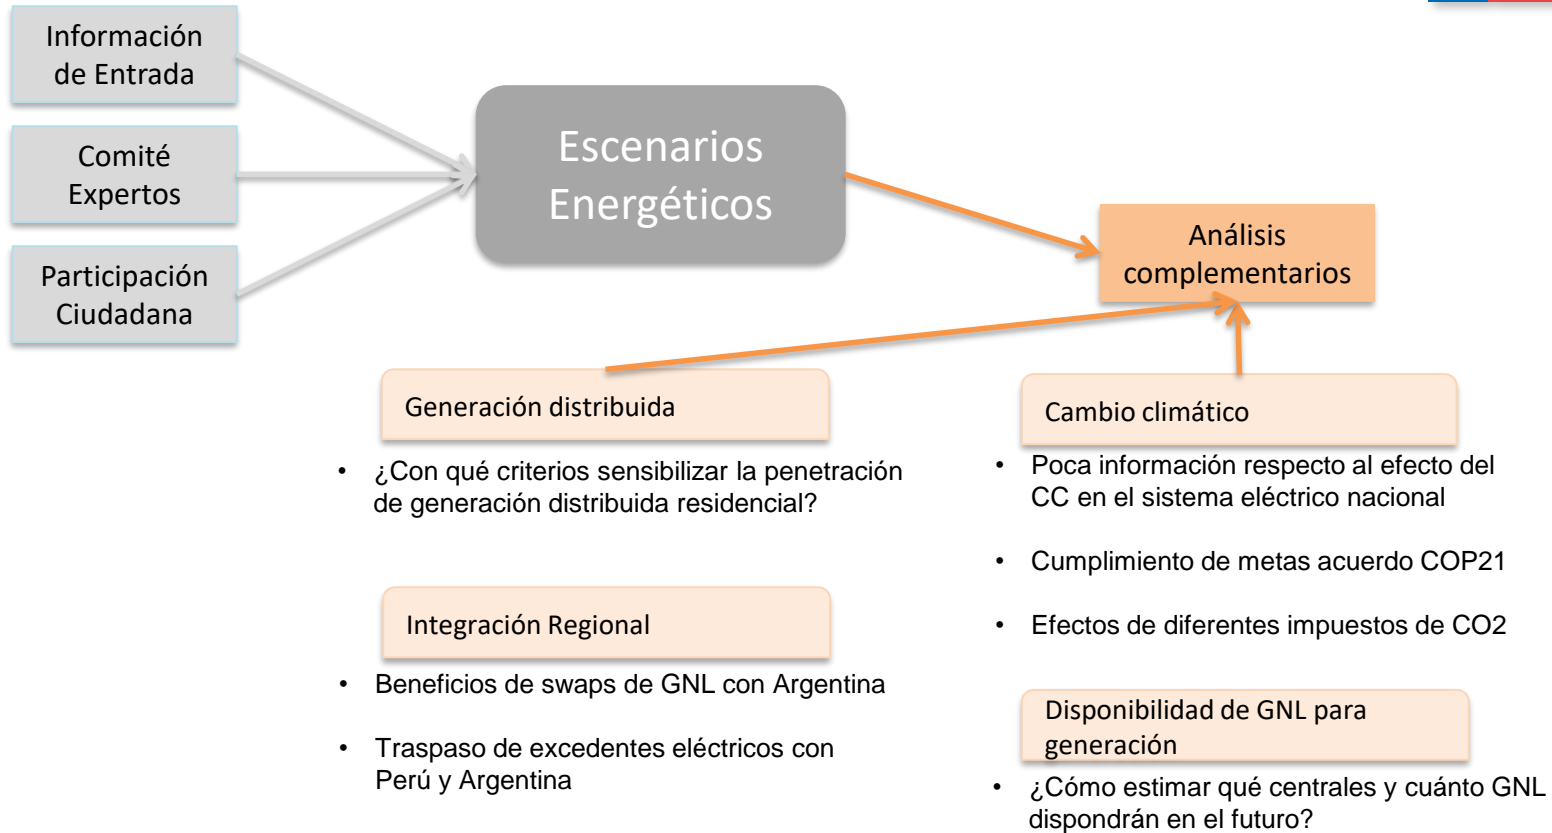 Información
de Entrada
Comité
Expertos
Participación
Ciudadana
Escenarios
Energéticos
Análisis
complementarios
Generación distribuida
• ¿Con qué criterios sensibilizar la penetración
de generación distribuida residencial?
Integración Regional
• Beneficios de swaps de GNL con Argentina
• Traspaso de excedentes eléctricos con
Perú y Argentina
Cambio climático
• Poca información respecto al efecto del
CC en el sistema eléctrico nacional
• Cumplimiento de metas acuerdo COP21
• Efectos de diferentes impuestos de CO2
Disponibilidad de GNL para
generación
• ¿Cómo estimar qué centrales y cuánto GNL
dispondrán en el futuro?